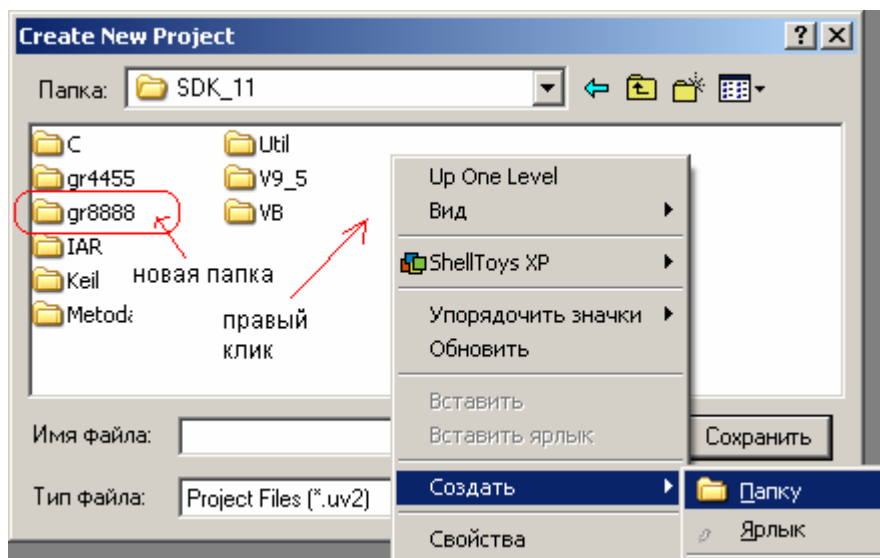 Create New Project
Папка: SDK_11
C
gr4455
gr8888
IAR
Keil
Metoda
Util
V9_5
VB
новая папка
правый
клик
Up One Level
Вид
ShellToys XP
Упорядочить значки
Обновить
Вставить
Вставить ярлык
Создать
Свойства
Папку
Ярлык
Имя файла:
Сохранить
Тип файла: Project Files (*.uv2)